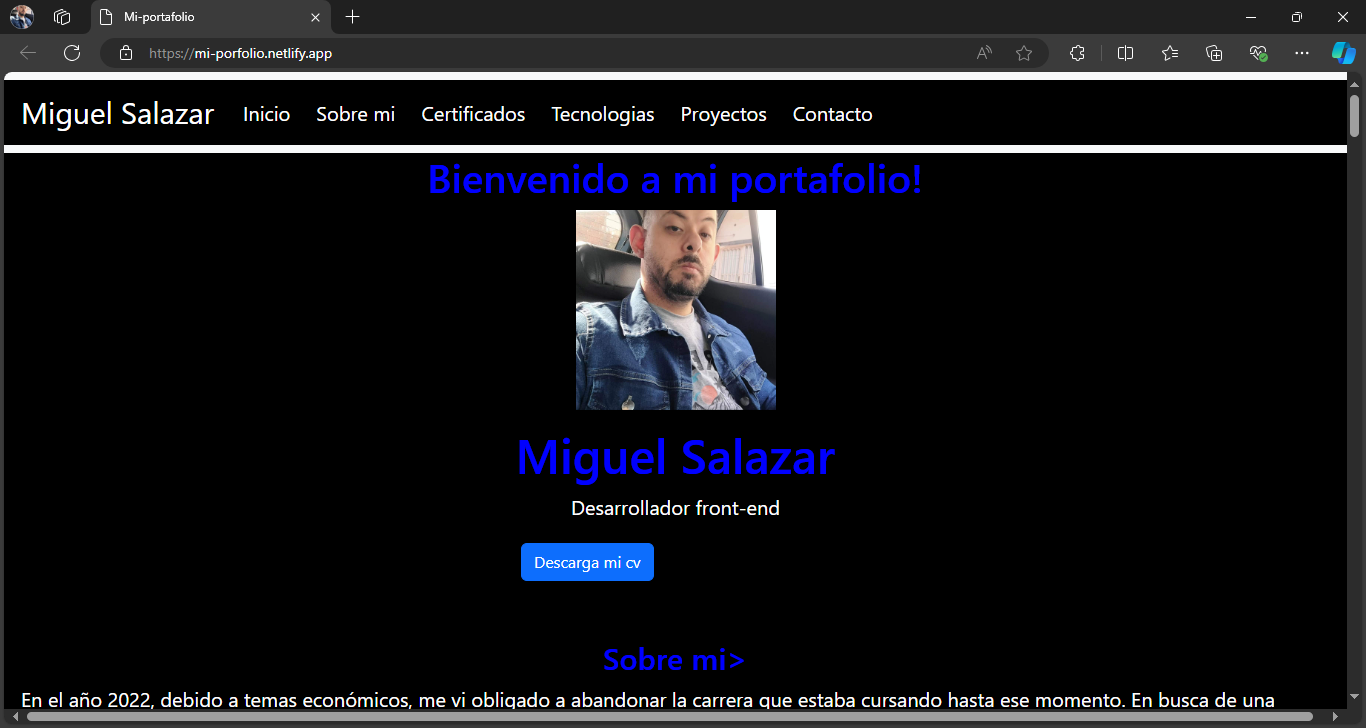 Mi-portafolio
https://mi-porfolio.netlify.app
Miguel Salazar Inicio Sobre mi Certificados Tecnologias Proyectos Contacto
Bienvenido a mi portafolio!
Miguel Salazar
Desarrollador front-end
Descarga mi cv
Sobre mi>
En el año 2022, debido a temas económicos, me vi obligado a abandonar la carrera que estaba cursando hasta ese momento. En busca de una